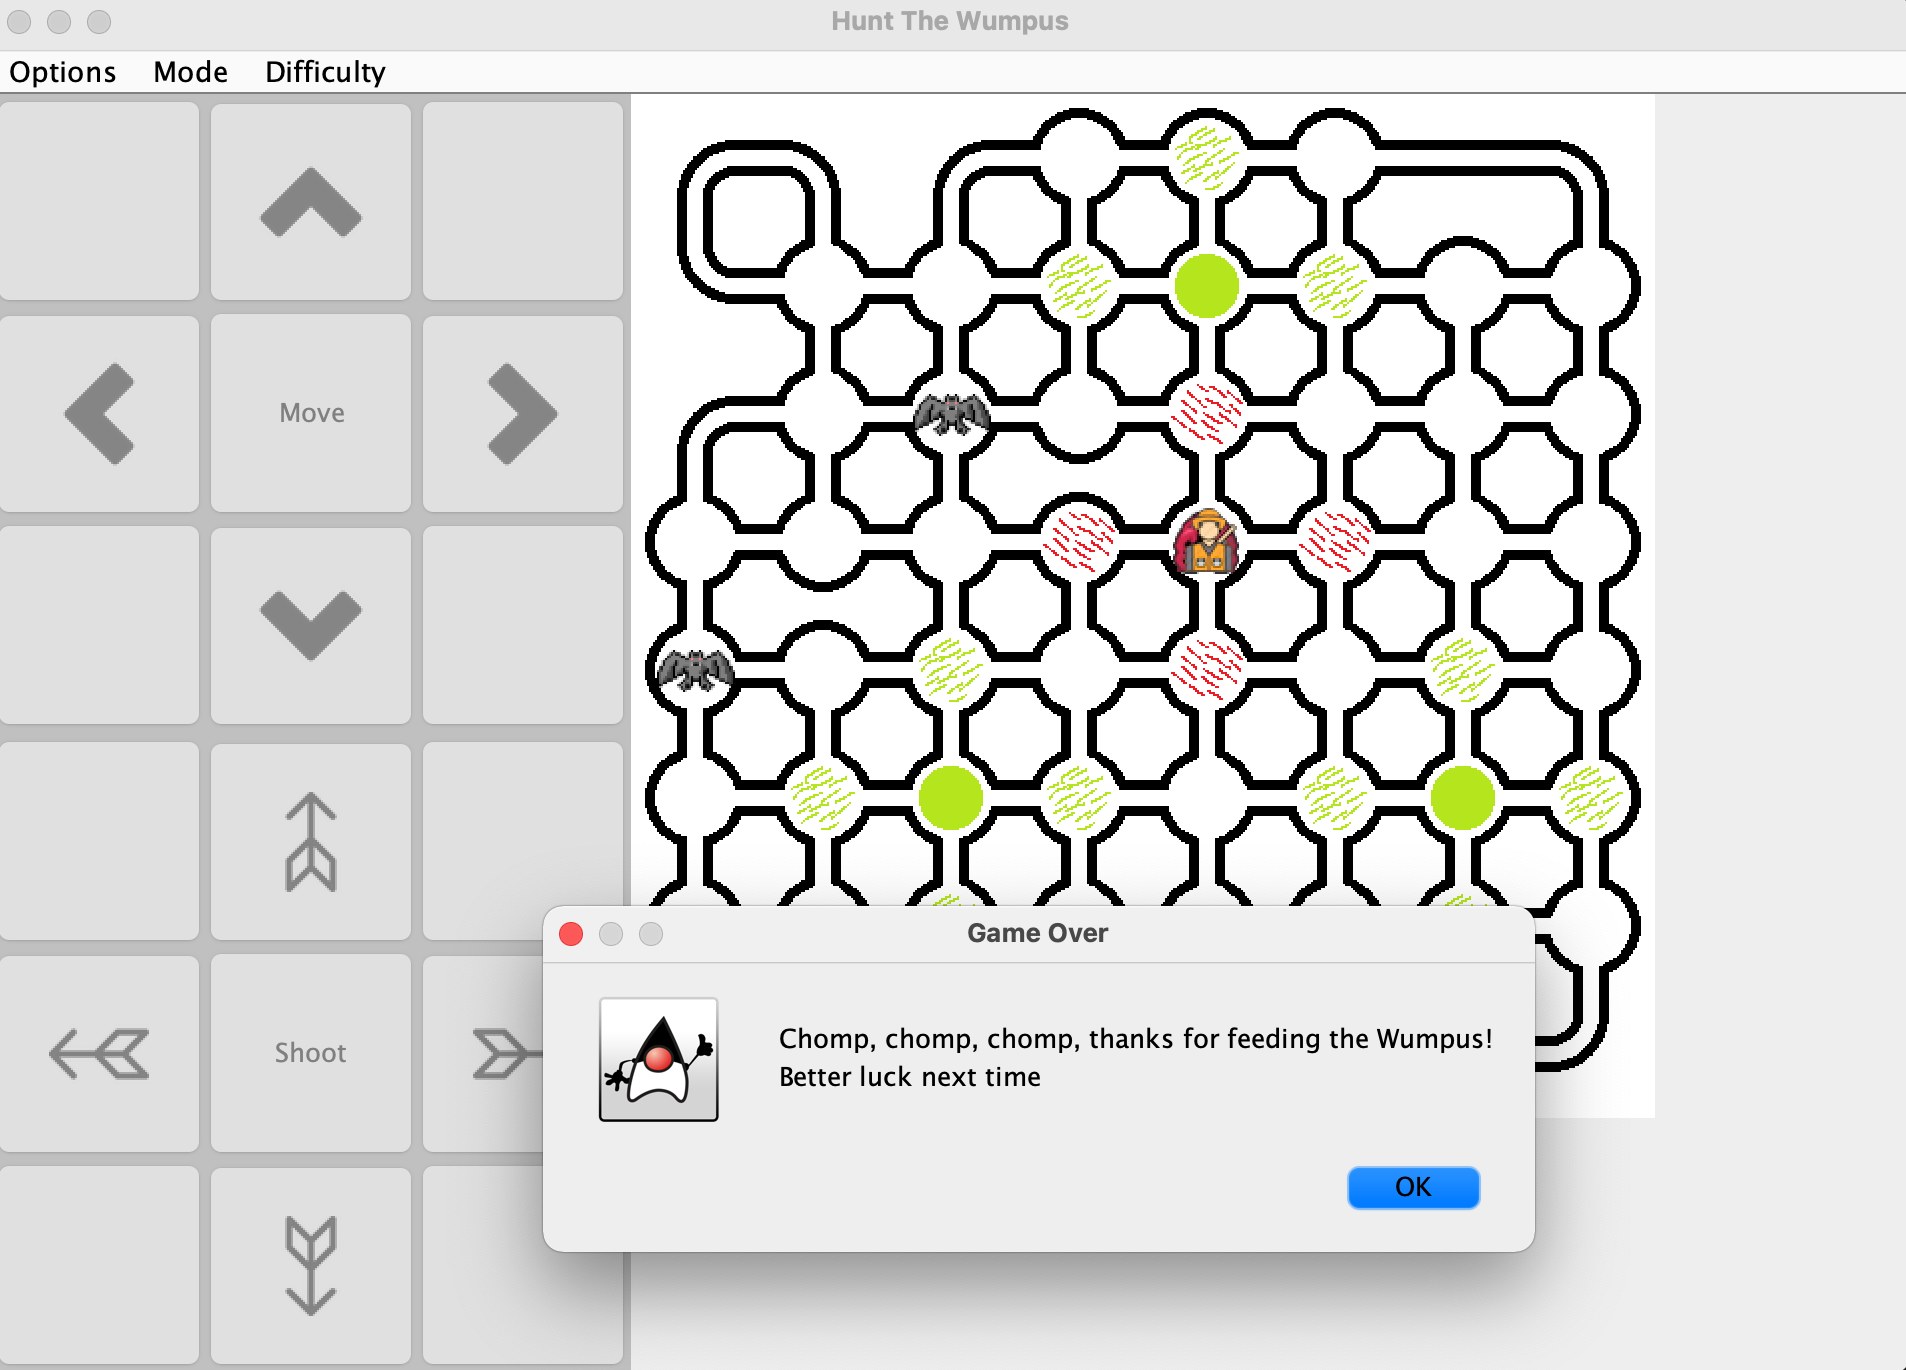 Hunt The Wumpus
Options Mode Difficulty
Move
Shoot
Game Over
Chomp, chomp, chomp, thanks for feeding the Wumpus!
Better luck next time
OK